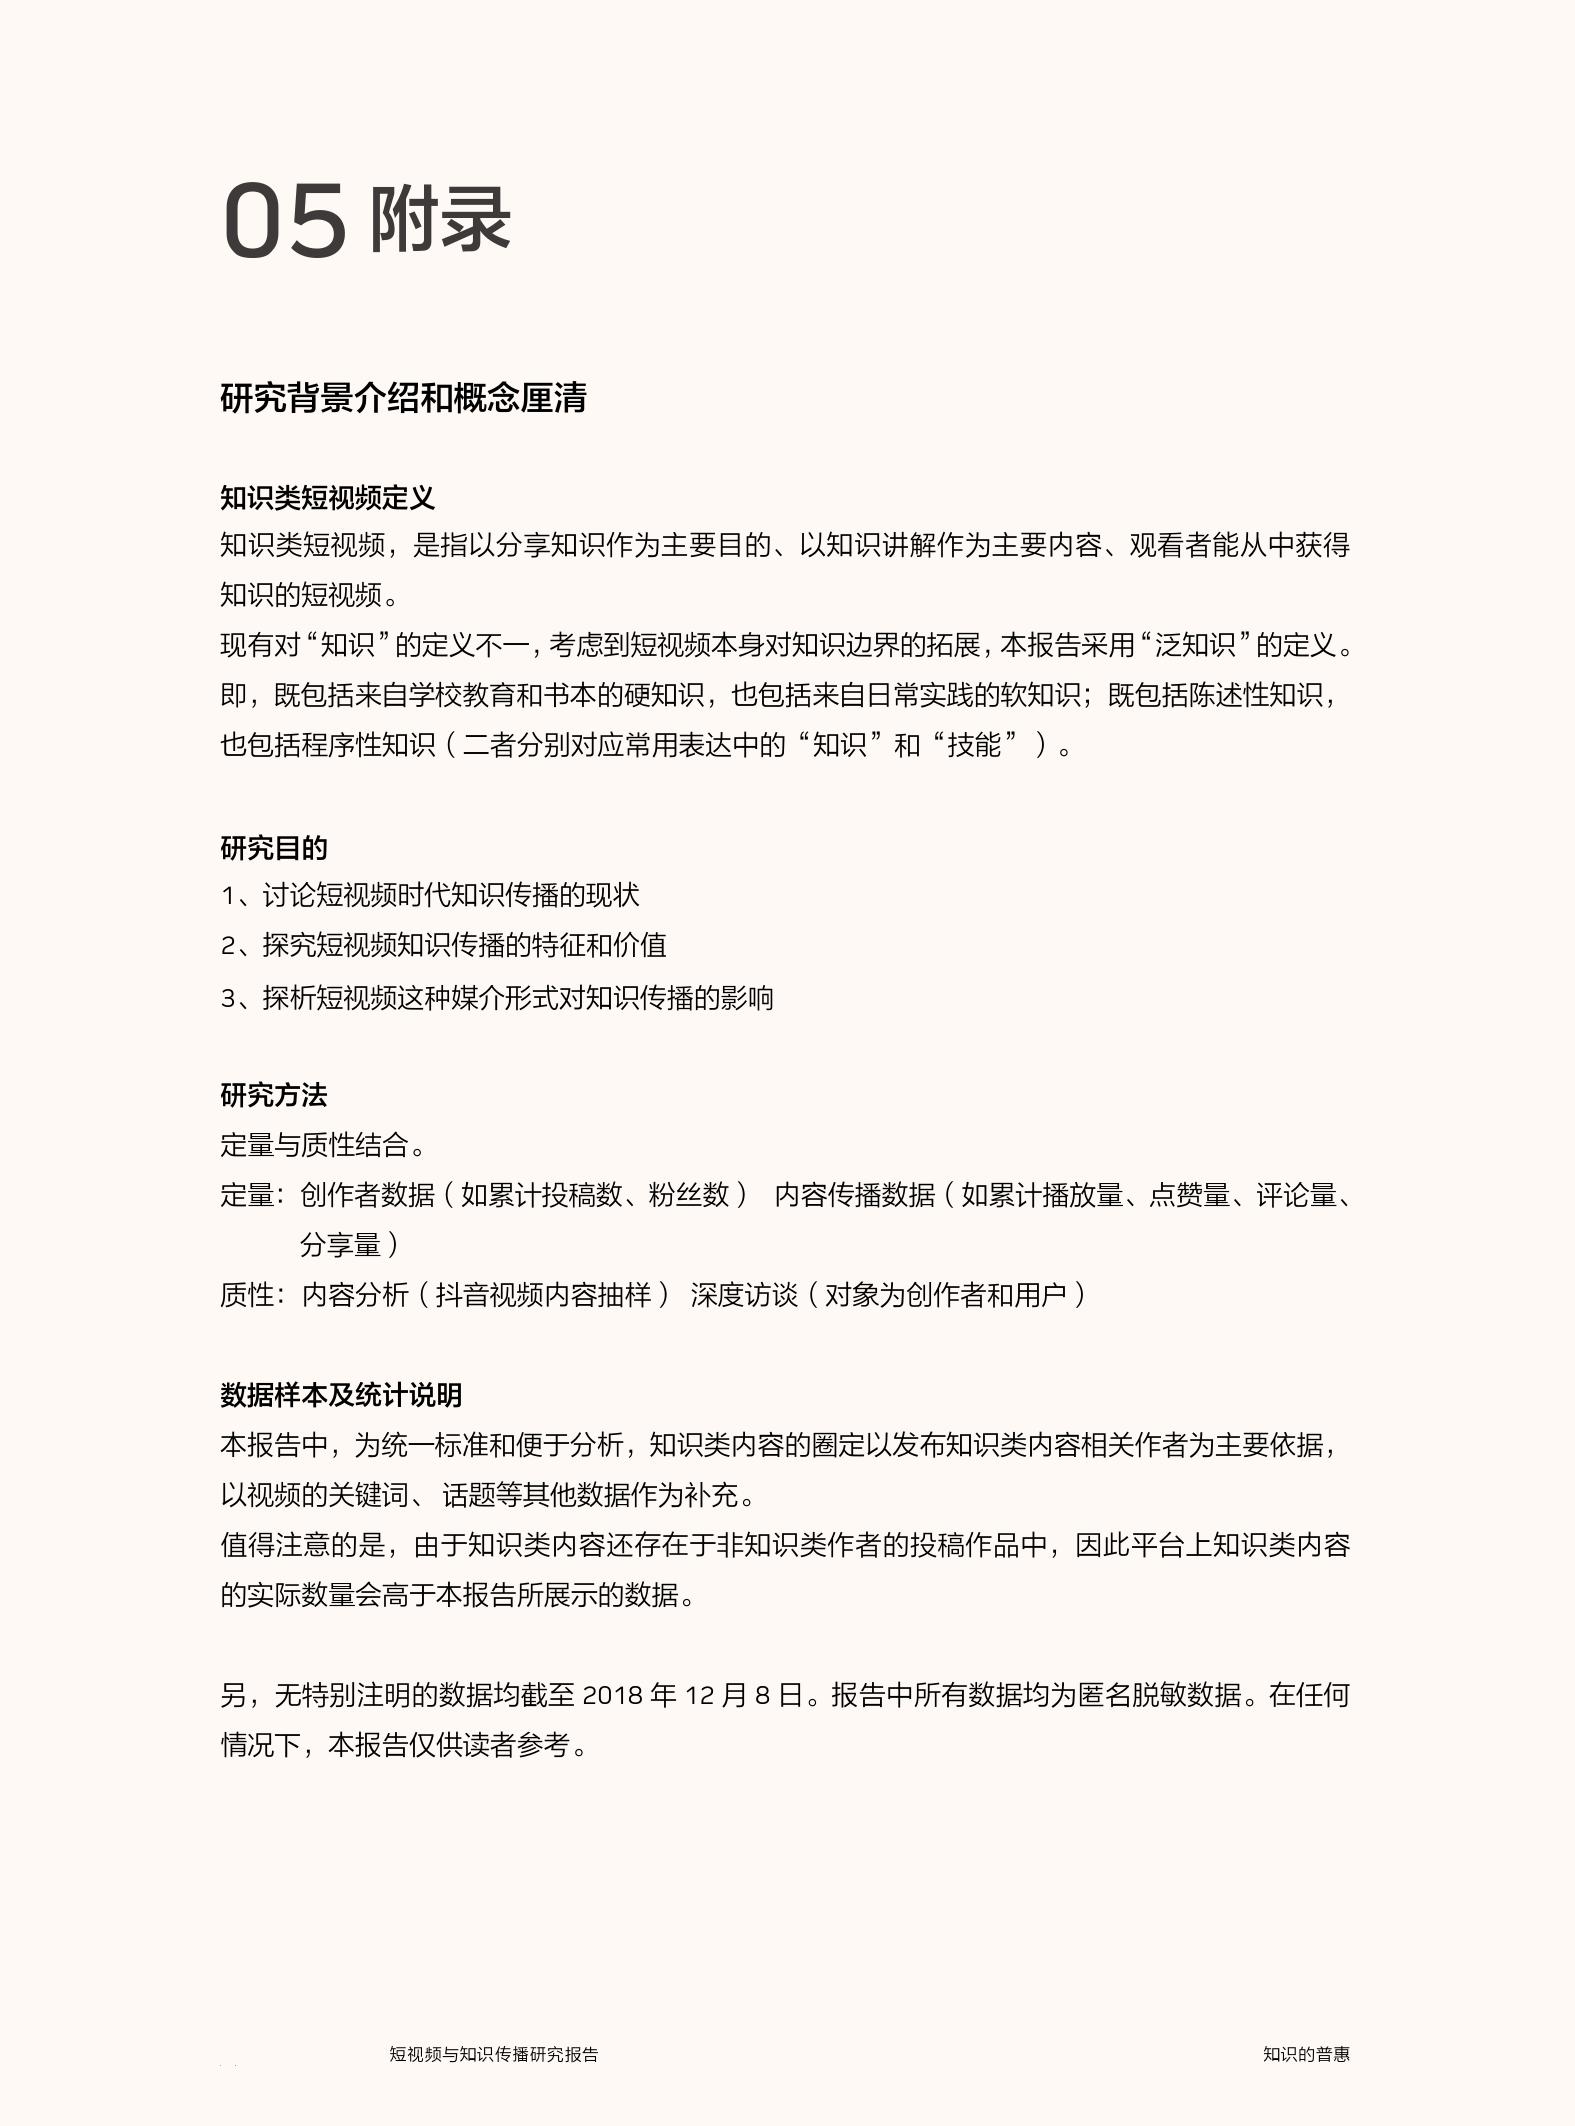 05 附录
研究背景介绍和概念厘清
知识类短视频定义
知识类短视频，是指以分享知识作为主要目的、以知识讲解作为主要内容、观看者能从中获得
知识的短视频。
现有对“知识”的定义不一，考虑到短视频本身对知识边界的拓展，本报告采用“泛知识”的定义。
即，既包括来自学校教育和书本的硬知识，也包括来自日常实践的软知识；既包括陈述性知识，
也包括程序性知识（二者分别对应常用表达中的“知识”和“技能”）。
研究目的
1、讨论短视频时代知识传播的现状
2、探究短视频知识传播的特征和价值
3、探析短视频这种媒介形式对知识传播的影响
研究方法
定量与质性结合。
定量：创作者数据（如累计投稿数、粉丝数） 内容传播数据（如累计播放量、点赞量、评论量、
分享量）
质性：内容分析（抖音视频内容抽样） 深度访谈（对象为创作者和用户）
数据样本及统计说明
本报告中，为统一标准和便于分析，知识类内容的圈定以发布知识类内容相关作者为主要依据，
以视频的关键词、话题等其他数据作为补充。
值得注意的是，由于知识类内容还存在于非知识类作者的投稿作品中，因此平台上知识类内容
的实际数量会高于本报告所展示的数据。
另，无特别注明的数据均截至 2018 年 12 月 8 日。报告中所有数据均为匿名脱敏数据。在任何
情况下，本报告仅供读者参考。
短视频与知识传播研究报告
知识的普惠